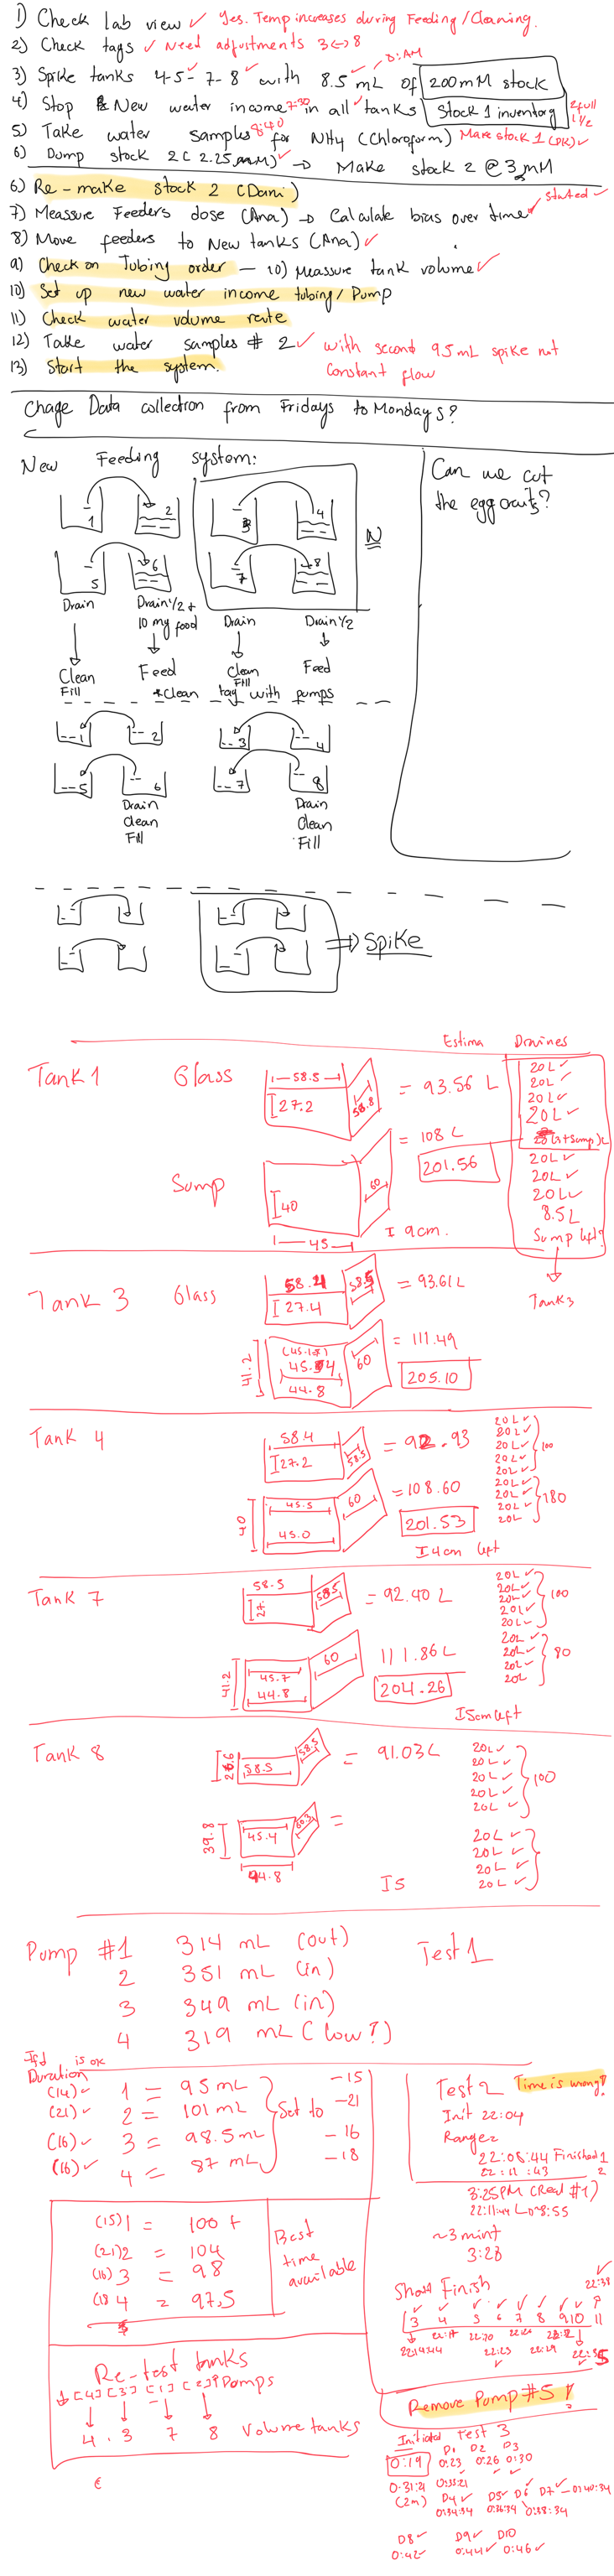 1) Check lab view ✓ Yes. Temp increases during Feeding/Cleaning.
2) Check tags ✓ Need adjustments 3↔8
3) Spike tanks 4-5-7-8 ✓ with 8.5 mL ✓ 8:AM of 200mM stock
4) Stop New water income 7:30 in all tanks ✓ Stock 1 inventory 2 full 1 1/2
5) Take water samples 8:40 for NH4 (Chloroform) Make stock 1 (DK) ✓
6) Dump stock 2 (2.25 mM) ✓ → Make stock 2 @ 3 mM
6) Re-make stock 2 (Dani)
7) Measure Feeders dose (Ana) → Calculate bias over time ✓ started ✓
8) Move feeders to New tanks (Ana) ✓
9) Check on Tubing order — 10) Meassure tank volume ✓
10) Set up new water income tubing / Pump
11) Check water volume rate
12) Take water samples # 2 ✓ with second 95 mL spike not
Constant flow
13) Start the system.
Chage Data collection from Fridays to Mondays?
New Feeding system:
Can we cut
the egg crait
s?
1 2 3 4
N
5 6 7 8
Drain Drain 1/2 + Drain Drain 1/2
10 my food
Clean Feed Clean Feed
Fill Fill
+ Clean tag with pumps
1 2 3 4
5 6 7 8
Drain Drain
Clean Clean
Fill Fill
⇒ Spike
Estima Draines
Tank 1 Glass 58.5 27.2 58.8 = 93.56 L
20L ✓
20L ✓
20L ✓
20L ✓
= 108 L
201.56
Sump 40 60
45
I 9cm.
20L ✓
20L ✓
20L ✓
8.5 L
Sump left?
Tank 3
Tank 3 Glass 58.4 27.4 58.5 = 93.61L
41.2 60 = 111.49
44.8 205.10
Tank 4 58.4 27.2 58.5 = 92.93
20L ✓
20L ✓
20L ✓
20L ✓
20L ✓
100
40 45.5 60 = 108.60
45.0 201.53
20L ✓
20L ✓
20L ✓
20L
180
I 4cm left
Tank 7 58.5 27. 58.5 = 92.40 L
20L ✓
20L ✓
20L ✓
20L ✓
20L ✓
100
41.2 45.7 60 111.86 L
44.8 204.26
20L ✓
20L ✓
20L ✓
20L
80
I 5cm left
Tank 8 26.6 58.5 58.5 = 91.03 L
20L ✓
20L ✓
20L ✓
20L ✓
20L ✓
100
39.8 45.4 60.3 =
44.8
I 5
20L ✓
20L ✓
20L ✓
20L ✓
Pump #1 314 mL (out) Test 1
2 351 mL (in)
3 349 mL (in)
4 319 mL (low?)
is ok
Duration
(14) ✓ 1 = 95 mL – 15
(21) ✓ 2 = 101 mL Set to – 21
(16) ✓ 3 = 98.5 mL – 16
(16) ✓ 4 = 87 mL – 18
(15) 1 = 100 +
(21) 2 = 104
(16) 3 = 98
(18 4 = 97.5
Best
time
available
Re-test tanks
[4] [3] [1] [2] Pumps
4. 3 7 8 Volume tanks
Test 2 Time is wrong!
Init 22:04
Range 2
22:08:44 Finished 1
22:11:43 2
3:25PM (Real #1)
~3 mint
3:28
Shoud Finish 22:38
3 4 5 6 7 8 9 10 11
22:14:44 22:17 22:20 22:23 22:26 22:29 22:32 22:35
Remove Pump #5!
Initiated Test 3
0:19 D1 0:23 D2 0:26 D3 0:30
0:31:21 0:33:21
(2m) D4 ✓ D5 ✓ D6 ✓ D7 ✓ – 0:40:34
0:34:34 0:36:34 0:38:34
D8 ✓ D9 ✓ D10
0:42 ✓ 0:44 ✓ 0:46 ✓